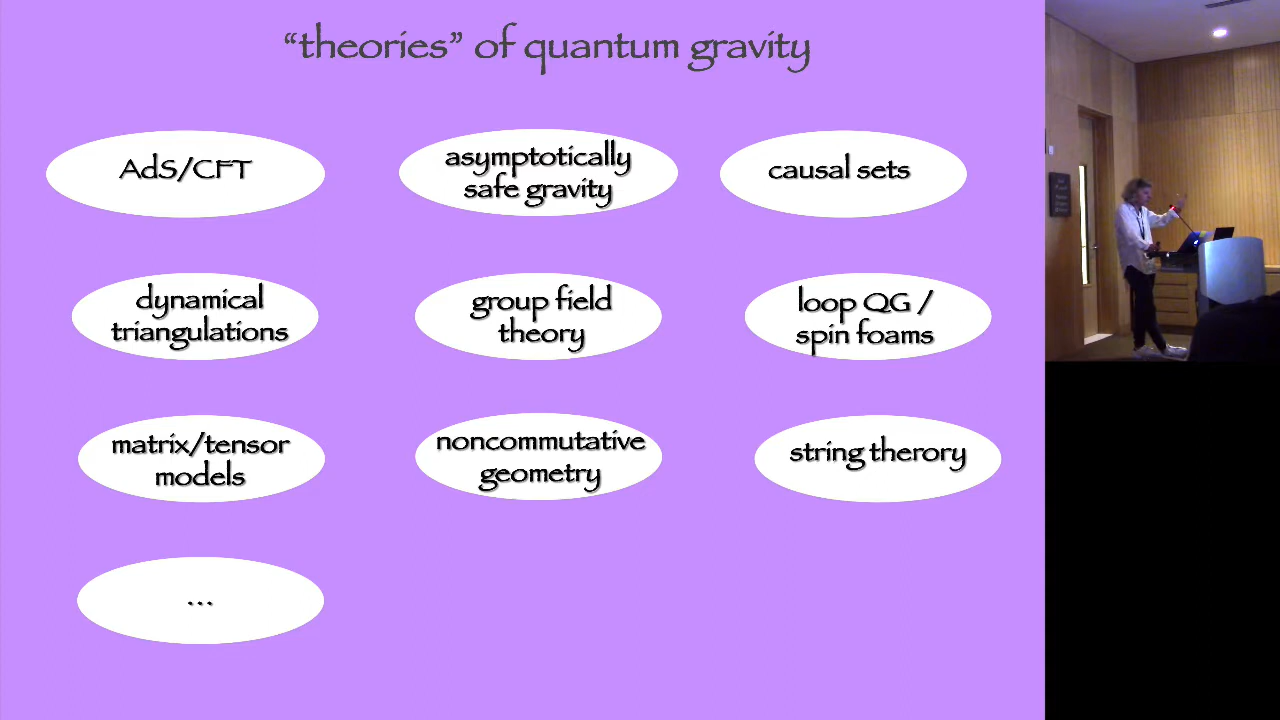 “theories” of quantum gravity
AdS/CFT
asymptotically
safe gravity
causal sets
dynamical
triangulations
group field
theory
loop QG /
spin foams
matrix/tensor
models
noncommutative
geometry
string therory
...